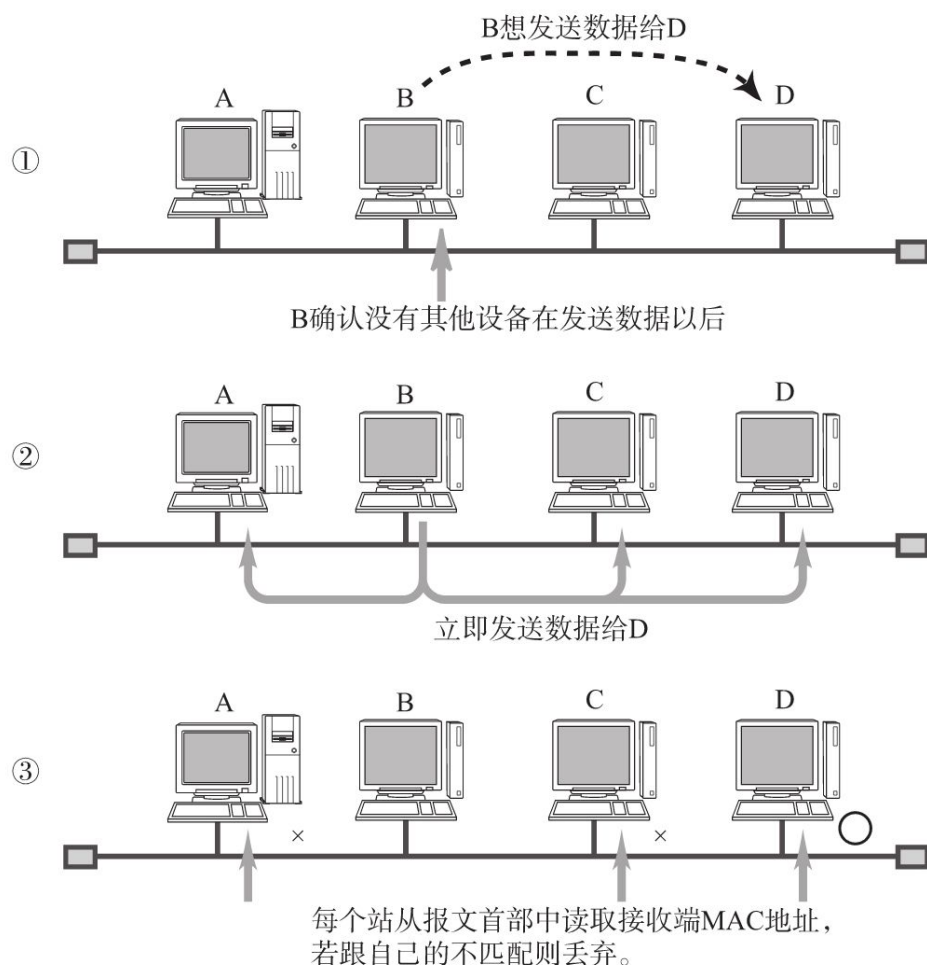 B想发送数据给D
A
B
C
D
①
B确认没有其他设备在发送数据以后
A
B
C
D
②
立即发送数据给D
A
B
C
D
③
×
×
○
每个站从报文首部中读取接收端MAC地址，
若跟自己的不匹配则丢弃。